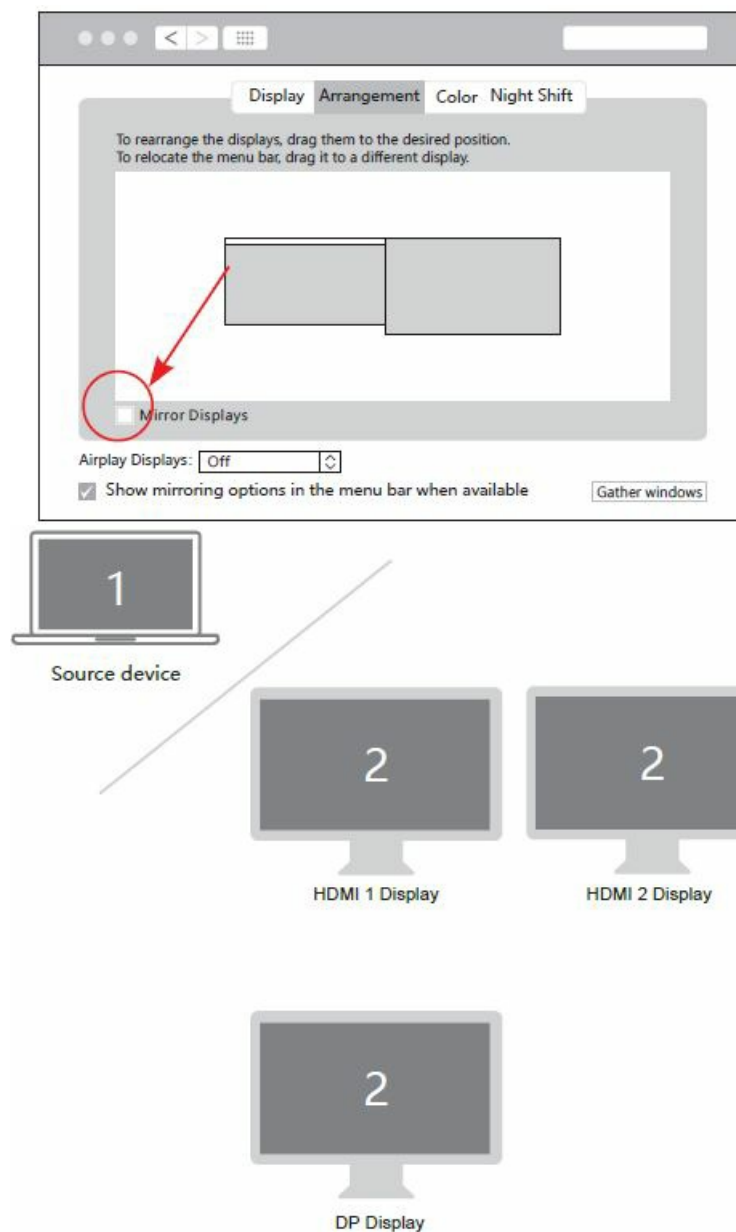 Display Arrangement Color Night Shift
To rearrange the displays, drag them to the desired position.
To relocate the menu bar, drag it to a different display.
Mirror Displays
Airplay Displays: Off
Show mirroring options in the menu bar when available Gather windows
1
Source device
2 2
HDMI 1 Display HDMI 2 Display
2
DP Display